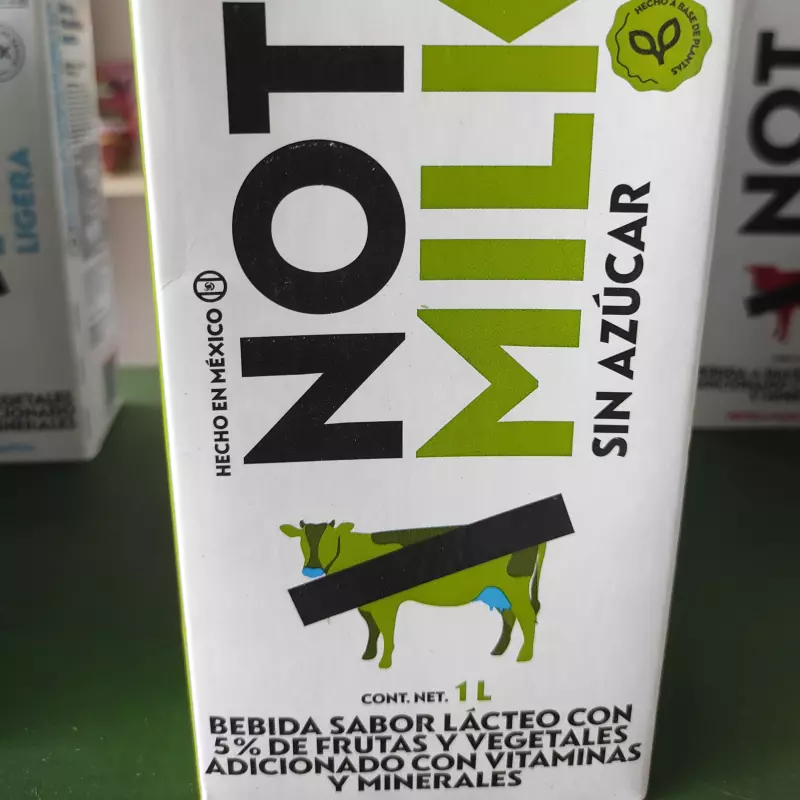 NOT
MILK
SIN AZÚCAR
HECHO EN MÉXICO
HECHO A BASE DE PLANTAS
CONT. NET. 1 L
BEBIDA SABOR LÁCTEO CON
5% DE FRUTAS Y VEGETALES
ADICIONADO CON VITAMINAS
Y MINERALES
LIGERA
NOT